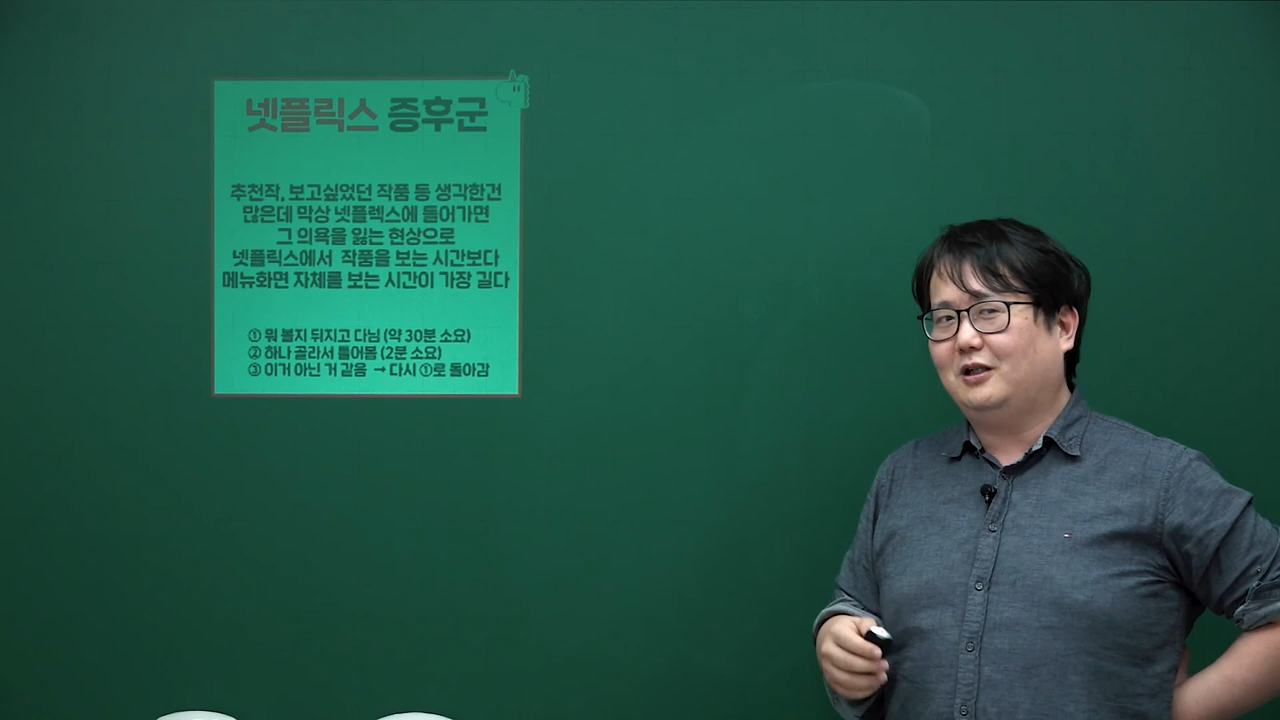 넷플릭스 증후군
추천작, 보고싶었던 작품 등 생각한건
많은데 막상 넷플렉스에 들어가면
그 의욕을 잃는 현상으로
넷플릭스에서 작품을 보는 시간보다
메뉴화면 자체를 보는 시간이 가장 길다
① 뭐 볼지 뒤지고 다님 (약 30분 소요)
② 하나 골라서 틀어봄 (2분 소요)
③ 이거 아닌 거 같음 → 다시 ①로 돌아감